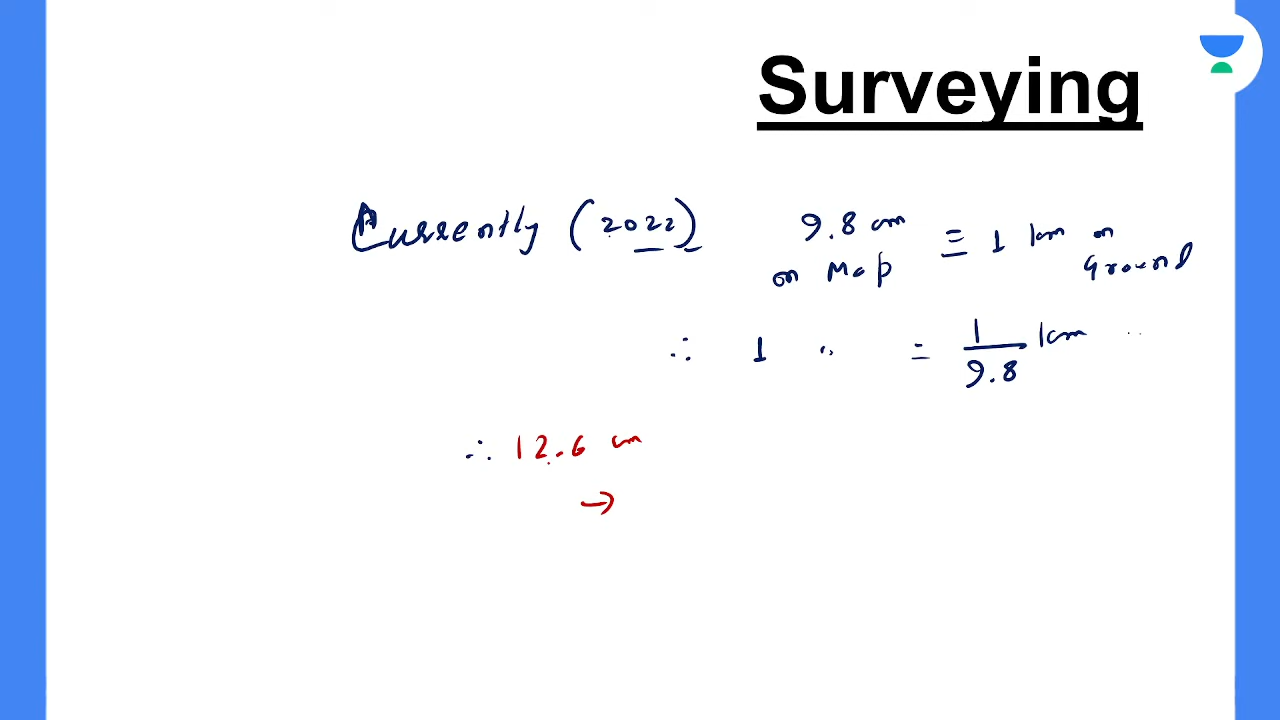 Surveying
Currently (2022) 9.8 cm on Map ≡ 1 km on Ground
∴ 1 〃 = 1/9.8 km ..
∴ 12.6 cm
→